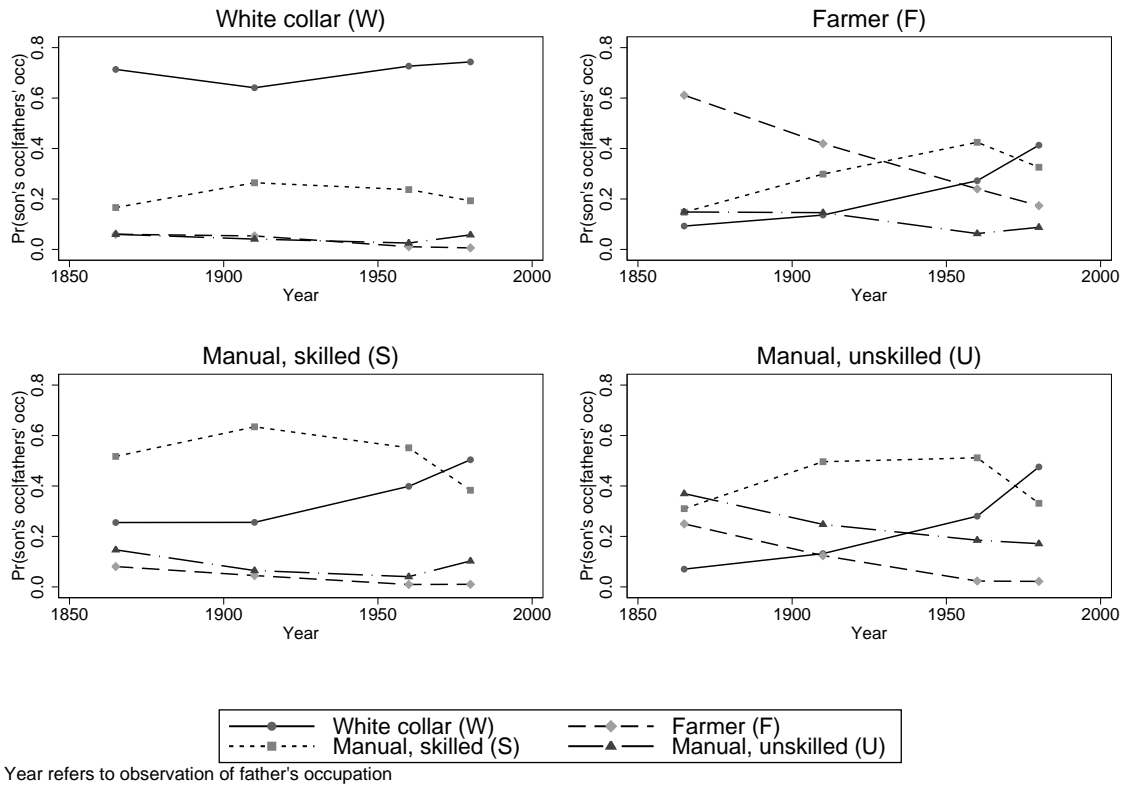 White collar (W)
Farmer (F)
Pr(son's occ|fathers' occ)
0.0 0.2 0.4 0.6 0.8
1850 1900 1950 2000
Year
Pr(son's occ|fathers' occ)
0.0 0.2 0.4 0.6 0.8
1850 1900 1950 2000
Year
Manual, skilled (S)
Manual, unskilled (U)
Pr(son's occ|fathers' occ)
0.0 0.2 0.4 0.6 0.8
1850 1900 1950 2000
Year
Pr(son's occ|fathers' occ)
0.0 0.2 0.4 0.6 0.8
1850 1900 1950 2000
Year
White collar (W) Farmer (F)
Manual, skilled (S) Manual, unskilled (U)
Year refers to observation of father's occupation